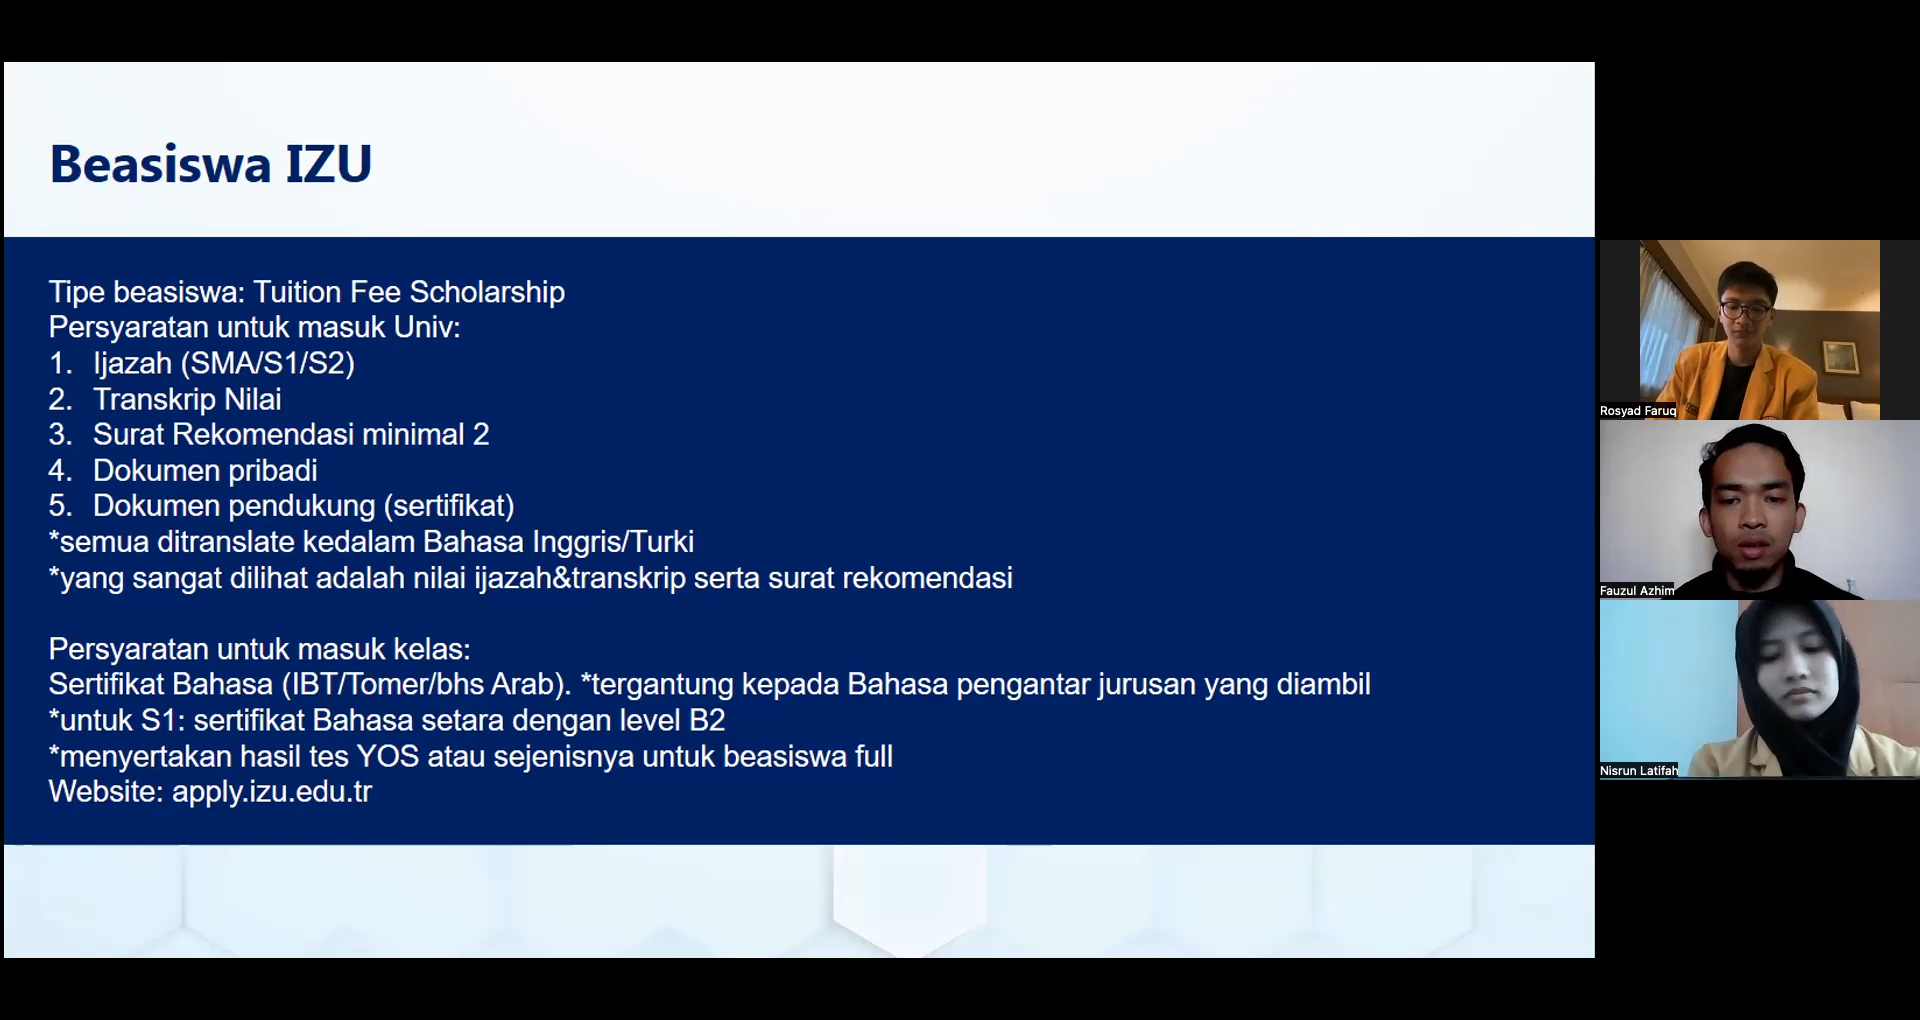 Beasiswa IZU
Tipe beasiswa: Tuition Fee Scholarship
Persyaratan untuk masuk Univ:
1. Ijazah (SMA/S1/S2)
2. Transkrip Nilai
3. Surat Rekomendasi minimal 2
4. Dokumen pribadi
5. Dokumen pendukung (sertifikat)
*semua ditranslate kedalam Bahasa Inggris/Turki
*yang sangat dilihat adalah nilai ijazah&transkrip serta surat rekomendasi
Persyaratan untuk masuk kelas:
Sertifikat Bahasa (IBT/Tomer/bhs Arab). *tergantung kepada Bahasa pengantar jurusan yang diambil
*untuk S1: sertifikat Bahasa setara dengan level B2
*menyertakan hasil tes YOS atau sejenisnya untuk beasiswa full
Website: apply.izu.edu.tr
Rosyad Faruq
Fauzul Azhim
Nisrun Latifah